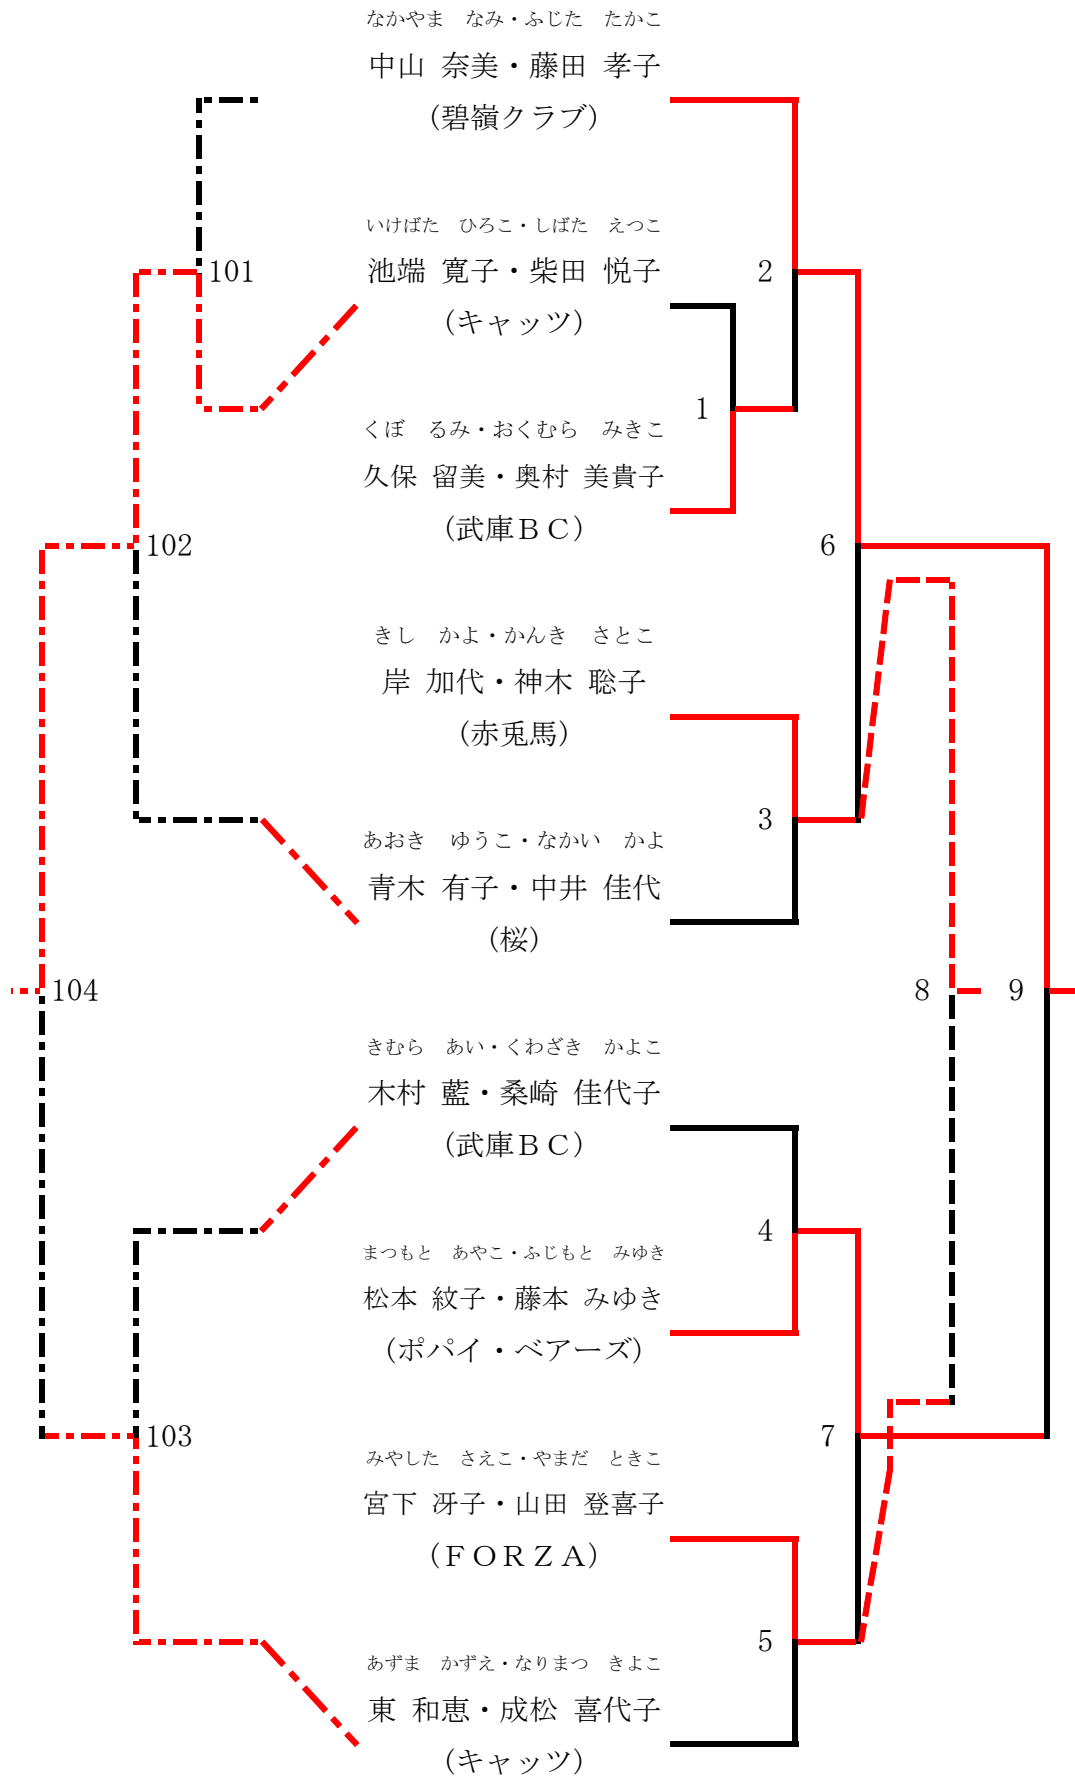 なかやま　なみ・ふじた　たかこ
中山 奈美・藤田 孝子
（碧嶺クラブ）
いけばた　ひろこ・しばた　えつこ
101
池端 寛子・柴田 悦子
2
（キャッツ）
1
くぼ　るみ・おくむら　みきこ
久保 留美・奥村 美貴子
（武庫ＢＣ）
102
6
きし　かよ・かんき　さとこ
岸 加代・神木 聡子
（赤兎馬）
3
あおき　ゆうこ・なかい　かよ
青木 有子・中井 佳代
（桜）
104
8
9
きむら　あい・くわざき　かよこ
木村 藍・桑崎 佳代子
（武庫ＢＣ）
4
まつもと　あやこ・ふじもと　みゆき
松本 紋子・藤本 みゆき
（ポパイ・ベアーズ）
103
7
みやした　さえこ・やまだ　ときこ
宮下 冴子・山田 登喜子
（ＦＯＲＺＡ）
5
あずま　かずえ・なりまつ　きよこ
東 和恵・成松 喜代子
（キャッツ）